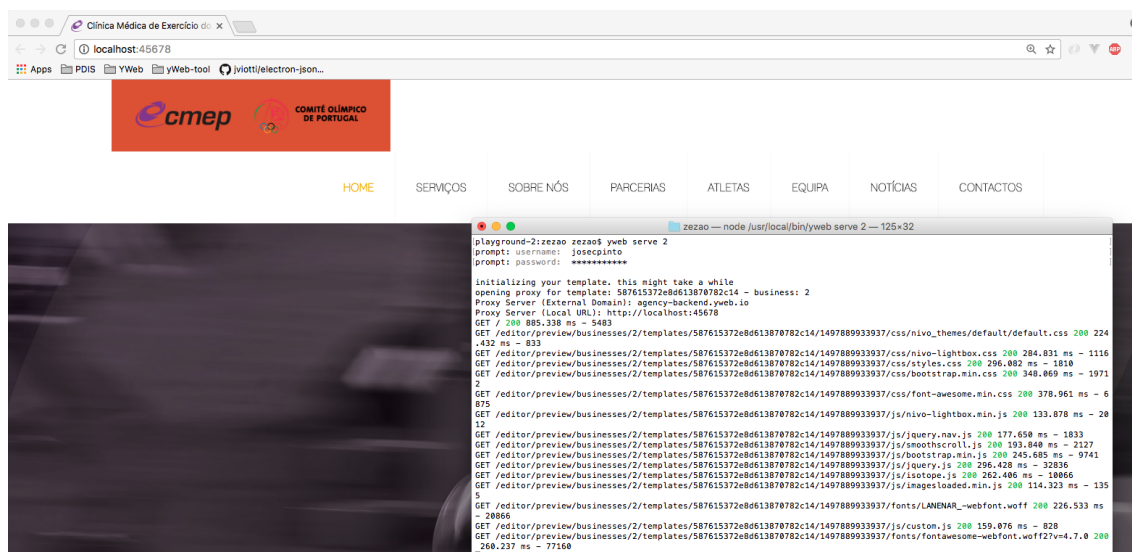 Clínica Médica de Exercício do
localhost:45678
Apps PDIS YWeb yWeb-tool jviotti/electron-json...
cmep COMITÉ OLÍMPICO
DE PORTUGAL
HOME SERVIÇOS SOBRE NÓS PARCERIAS ATLETAS EQUIPA NOTÍCIAS CONTACTOS
zezao — node /usr/local/bin/yweb serve 2 — 125×32
[playground-2:zezao zezao$ yweb serve 2
[prompt: username: josecpinto
[prompt: password: ***********
initializing your template. this might take a while
opening proxy for template: 587615372e8d613870782c14 - business: 2
Proxy Server (External Domain): agency-backend.yweb.io
Proxy Server (Local URL): http://localhost:45678
GET / 200 885.338 ms - 5483
GET /editor/preview/businesses/2/templates/587615372e8d613870782c14/1497889933937/css/nivo_themes/default/default.css 200 224
.432 ms - 833
GET /editor/preview/businesses/2/templates/587615372e8d613870782c14/1497889933937/css/nivo-lightbox.css 200 284.831 ms - 1116
GET /editor/preview/businesses/2/templates/587615372e8d613870782c14/1497889933937/css/styles.css 200 296.082 ms - 1810
GET /editor/preview/businesses/2/templates/587615372e8d613870782c14/1497889933937/css/bootstrap.min.css 200 348.069 ms - 1971
2
GET /editor/preview/businesses/2/templates/587615372e8d613870782c14/1497889933937/css/font-awesome.min.css 200 378.961 ms - 6
875
GET /editor/preview/businesses/2/templates/587615372e8d613870782c14/1497889933937/js/nivo-lightbox.min.js 200 133.878 ms - 20
12
GET /editor/preview/businesses/2/templates/587615372e8d613870782c14/1497889933937/js/jquery.nav.js 200 177.650 ms - 1833
GET /editor/preview/businesses/2/templates/587615372e8d613870782c14/1497889933937/js/smoothscroll.js 200 193.840 ms - 2127
GET /editor/preview/businesses/2/templates/587615372e8d613870782c14/1497889933937/js/bootstrap.min.js 200 245.685 ms - 9741
GET /editor/preview/businesses/2/templates/587615372e8d613870782c14/1497889933937/js/jquery.js 200 296.428 ms - 32836
GET /editor/preview/businesses/2/templates/587615372e8d613870782c14/1497889933937/js/isotope.js 200 262.406 ms - 10066
GET /editor/preview/businesses/2/templates/587615372e8d613870782c14/1497889933937/js/imagesloaded.min.js 200 114.323 ms - 135
5
GET /editor/preview/businesses/2/templates/587615372e8d613870782c14/1497889933937/fonts/LANENAR_-webfont.woff 200 226.533 ms
- 20866
GET /editor/preview/businesses/2/templates/587615372e8d613870782c14/1497889933937/js/custom.js 200 159.076 ms - 828
GET /editor/preview/businesses/2/templates/587615372e8d613870782c14/1497889933937/fonts/fontawesome-webfont.woff2?v=4.7.0 200
260.237 ms - 77160